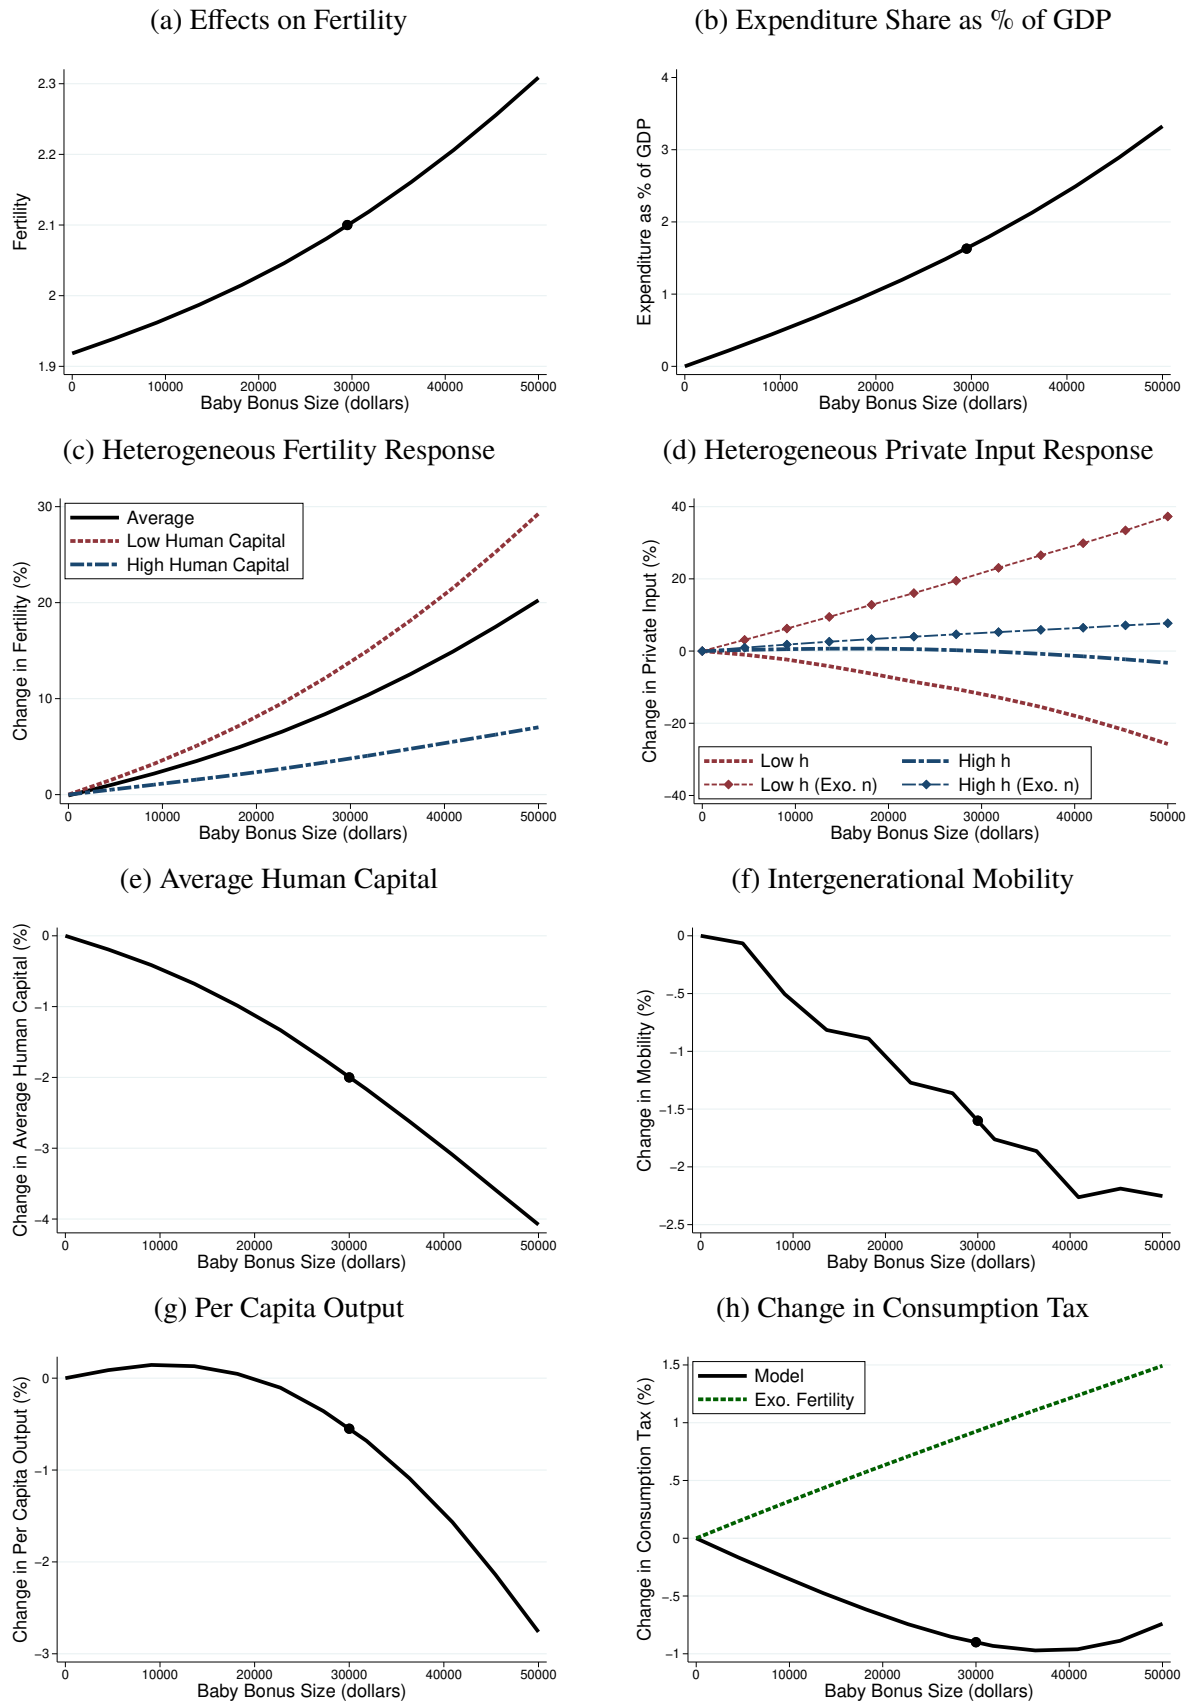 (a) Effects on Fertility
Fertility
2.3
2.2
2.1
2
1.9
0 10000 20000 30000 40000 50000
Baby Bonus Size (dollars)
(b) Expenditure Share as % of GDP
Expenditure as % of GDP
4
3
2
1
0
0 10000 20000 30000 40000 50000
Baby Bonus Size (dollars)
(c) Heterogeneous Fertility Response
Change in Fertility (%)
30
20
10
0
Average
Low Human Capital
High Human Capital
0 10000 20000 30000 40000 50000
Baby Bonus Size (dollars)
(d) Heterogeneous Private Input Response
Change in Private Input (%)
40
20
0
−20
−40
Low h High h
Low h (Exo. n) High h (Exo. n)
0 10000 20000 30000 40000 50000
Baby Bonus Size (dollars)
(e) Average Human Capital
Change in Average Human Capital (%)
0
−1
−2
−3
−4
0 10000 20000 30000 40000 50000
Baby Bonus Size (dollars)
(f) Intergenerational Mobility
Change in Mobility (%)
0
−.5
−1
−1.5
−2
−2.5
0 10000 20000 30000 40000 50000
Baby Bonus Size (dollars)
(g) Per Capita Output
Change in Per Capita Output (%)
0
−1
−2
−3
0 10000 20000 30000 40000 50000
Baby Bonus Size (dollars)
(h) Change in Consumption Tax
Change in Consumption Tax (%)
1.5
1
.5
0
−.5
−1
Model
Exo. Fertility
0 10000 20000 30000 40000 50000
Baby Bonus Size (dollars)